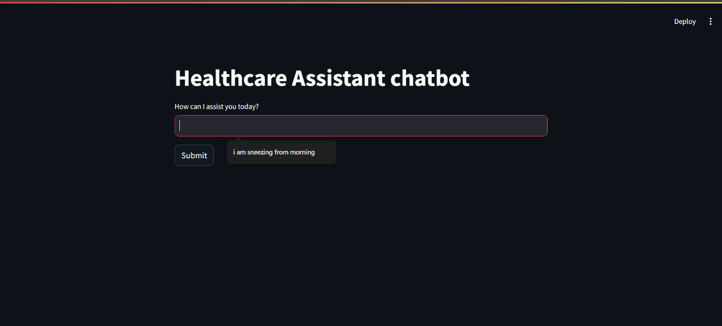 Deploy
Healthcare Assistant chatbot
How can I assist you today?
Submit
i am sneezing from morning